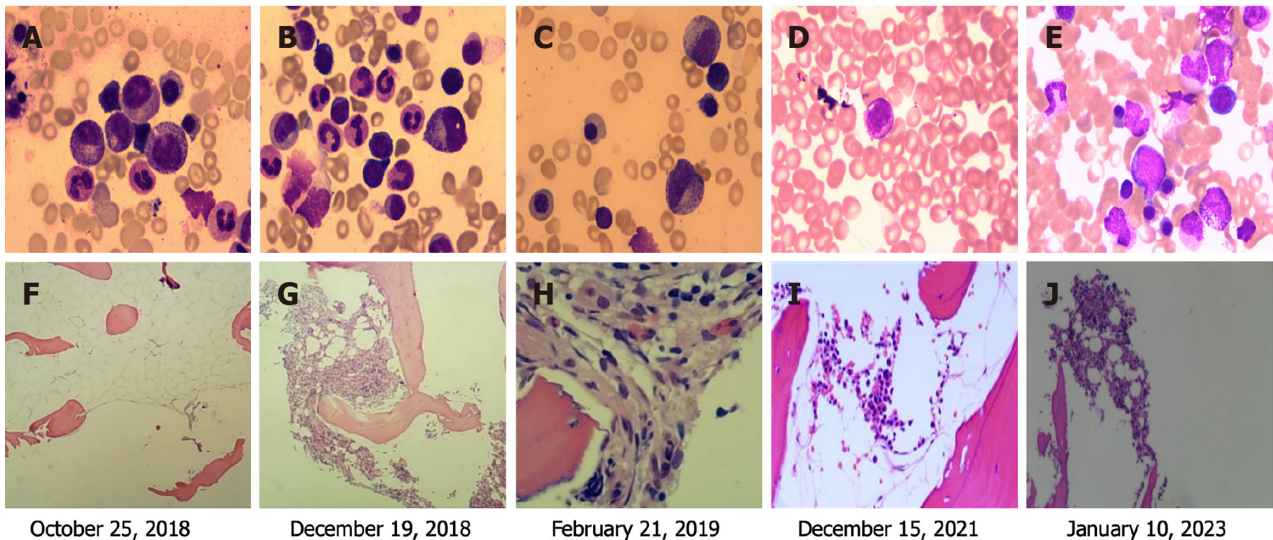 A B C D E
F G H I J
October 25, 2018 December 19, 2018 February 21, 2019 December 15, 2021 January 10, 2023